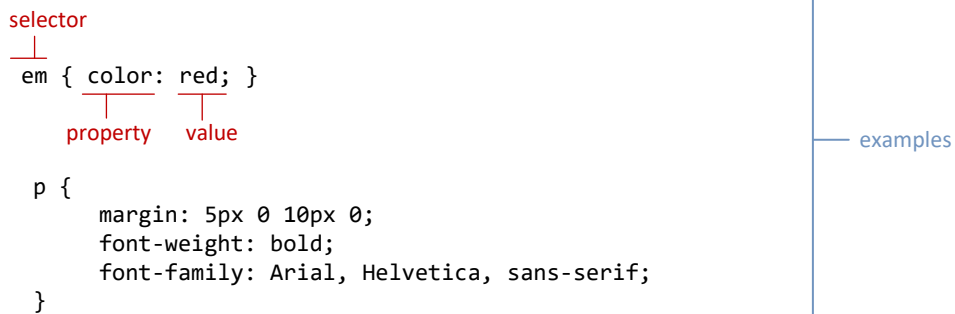 selector
em { color: red; }
property value
examples
p {
margin: 5px 0 10px 0;
font-weight: bold;
font-family: Arial, Helvetica, sans-serif;
}